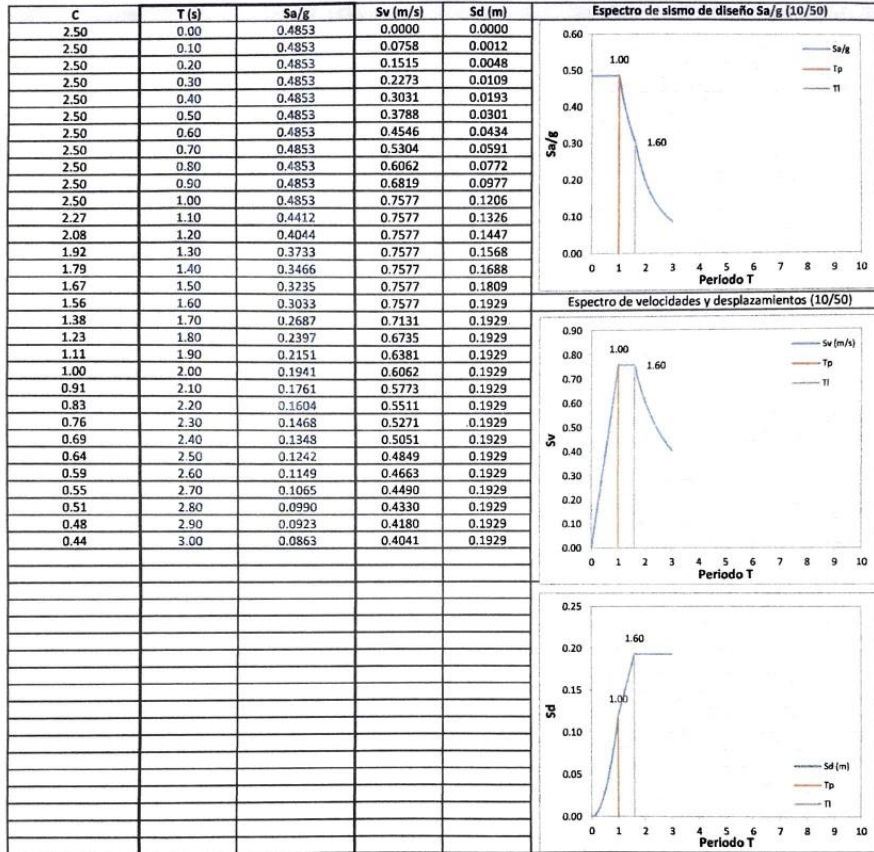 C T (s) Sa/g Sv (m/s) Sd (m)
2.50 0.00 0.4853 0.0000 0.0000
2.50 0.10 0.4853 0.0758 0.0012
2.50 0.20 0.4853 0.1515 0.0048
2.50 0.30 0.4853 0.2273 0.0109
2.50 0.40 0.4853 0.3031 0.0193
2.50 0.50 0.4853 0.3788 0.0301
2.50 0.60 0.4853 0.4546 0.0434
2.50 0.70 0.4853 0.5304 0.0591
2.50 0.80 0.4853 0.6062 0.0772
2.50 0.90 0.4853 0.6819 0.0977
2.50 1.00 0.4853 0.7577 0.1206
2.27 1.10 0.4412 0.7577 0.1326
2.08 1.20 0.4044 0.7577 0.1447
1.92 1.30 0.3733 0.7577 0.1568
1.79 1.40 0.3466 0.7577 0.1688
1.67 1.50 0.3235 0.7577 0.1809
1.56 1.60 0.3033 0.7577 0.1929
1.38 1.70 0.2687 0.7131 0.1929
1.23 1.80 0.2397 0.6735 0.1929
1.11 1.90 0.2151 0.6381 0.1929
1.00 2.00 0.1941 0.6062 0.1929
0.91 2.10 0.1761 0.5773 0.1929
0.83 2.20 0.1604 0.5511 0.1929
0.76 2.30 0.1468 0.5271 0.1929
0.69 2.40 0.1348 0.5051 0.1929
0.64 2.50 0.1242 0.4849 0.1929
0.59 2.60 0.1149 0.4663 0.1929
0.55 2.70 0.1065 0.4490 0.1929
0.51 2.80 0.0990 0.4330 0.1929
0.48 2.90 0.0923 0.4180 0.1929
0.44 3.00 0.0863 0.4041 0.1929
Espectro de sismo de diseño Sa/g (10/50)
0.60
0.50
0.40
0.30
0.20
0.10
0.00
Sa/g
1.00
1.60
Sa/g
Tp
Tl
0 1 2 3 4 5 6 7 8 9 10
Periodo T
Espectro de velocidades y desplazamientos (10/50)
0.90
0.80
0.70
0.60
0.50
0.40
0.30
0.20
0.10
0.00
Sv
1.00
1.60
Sv (m/s)
Tp
Tl
0 1 2 3 4 5 6 7 8 9 10
Periodo T
0.25
0.20
0.15
0.10
0.05
0.00
Sd
1.60
1.00
Sd (m)
Tp
Tl
0 1 2 3 4 5 6 7 8 9 10
Periodo T